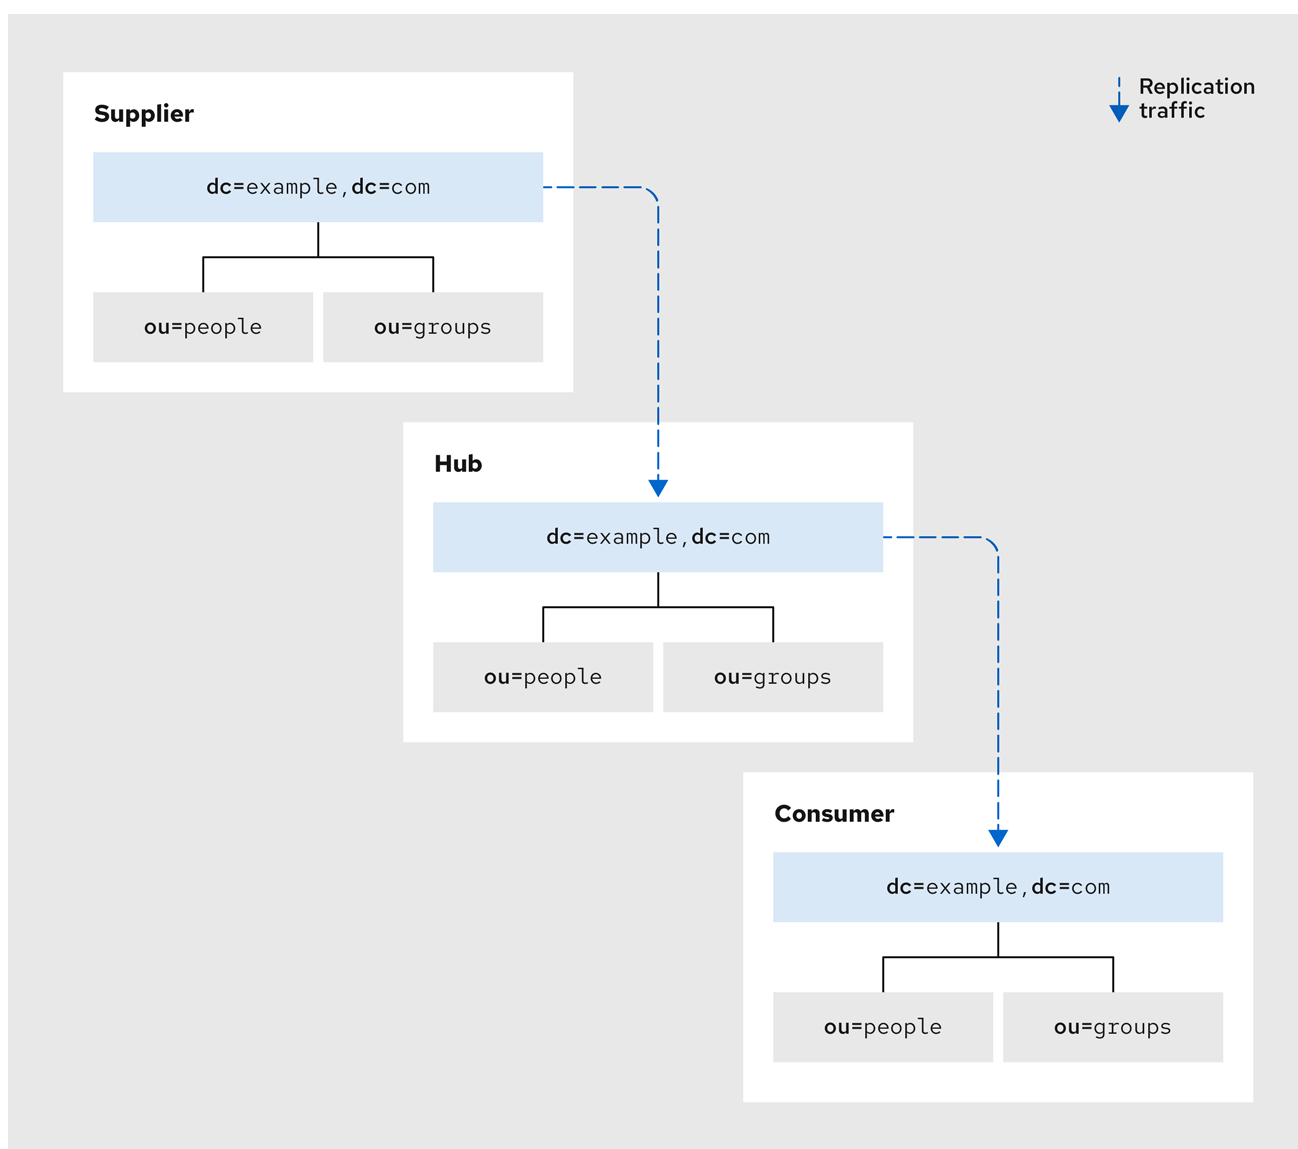 Replication
traffic
Supplier
dc=example,dc=com
ou=people
ou=groups
Hub
dc=example,dc=com
ou=people
ou=groups
Consumer
dc=example,dc=com
ou=people
ou=groups